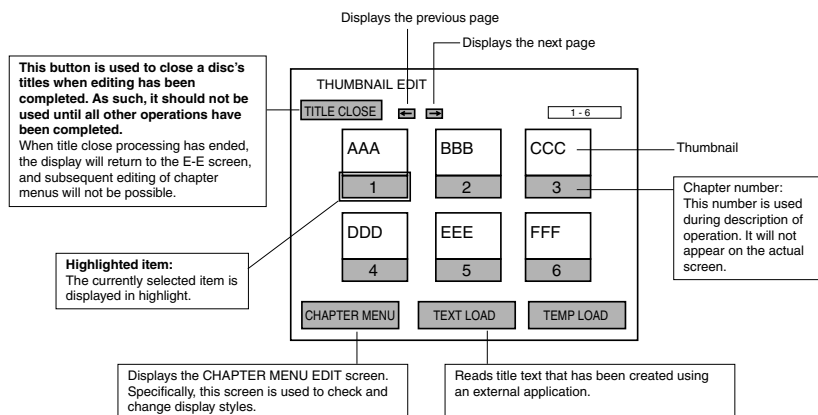 Displays the previous page
Displays the next page
This button is used to close a disc's
titles when editing has been
completed. As such, it should not be
used until all other operations have
been completed.
When title close processing has ended,
the display will return to the E-E screen,
and subsequent editing of chapter
menus will not be possible.
THUMBNAIL EDIT
TITLE CLOSE
1 - 6
AAA
BBB
CCC
Thumbnail
1
2
3
Chapter number:
This number is used
during description of
operation. It will not
appear on the actual
screen.
DDD
EEE
FFF
4
5
6
Highlighted item:
The currently selected item is
displayed in highlight.
CHAPTER MENU
TEXT LOAD
TEMP LOAD
Displays the CHAPTER MENU EDIT screen.
Specifically, this screen is used to check and
change display styles.
Reads title text that has been created using
an external application.